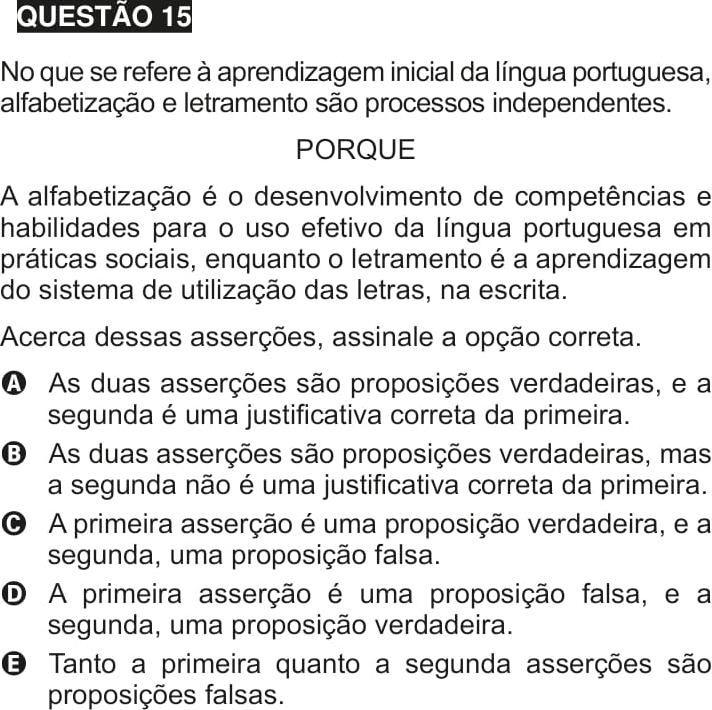 QUESTÃO 15
No que se refere à aprendizagem inicial da língua portuguesa,
alfabetização e letramento são processos independentes.
PORQUE
A alfabetização é o desenvolvimento de competências e
habilidades para o uso efetivo da língua portuguesa em
práticas sociais, enquanto o letramento é a aprendizagem
do sistema de utilização das letras, na escrita.
Acerca dessas asserções, assinale a opção correta.
A As duas asserções são proposições verdadeiras, e a
segunda é uma justificativa correta da primeira.
B As duas asserções são proposições verdadeiras, mas
a segunda não é uma justificativa correta da primeira.
C A primeira asserção é uma proposição verdadeira, e a
segunda, uma proposição falsa.
D A primeira asserção é uma proposição falsa, e a
segunda, uma proposição verdadeira.
E Tanto a primeira quanto a segunda asserções são
proposições falsas.